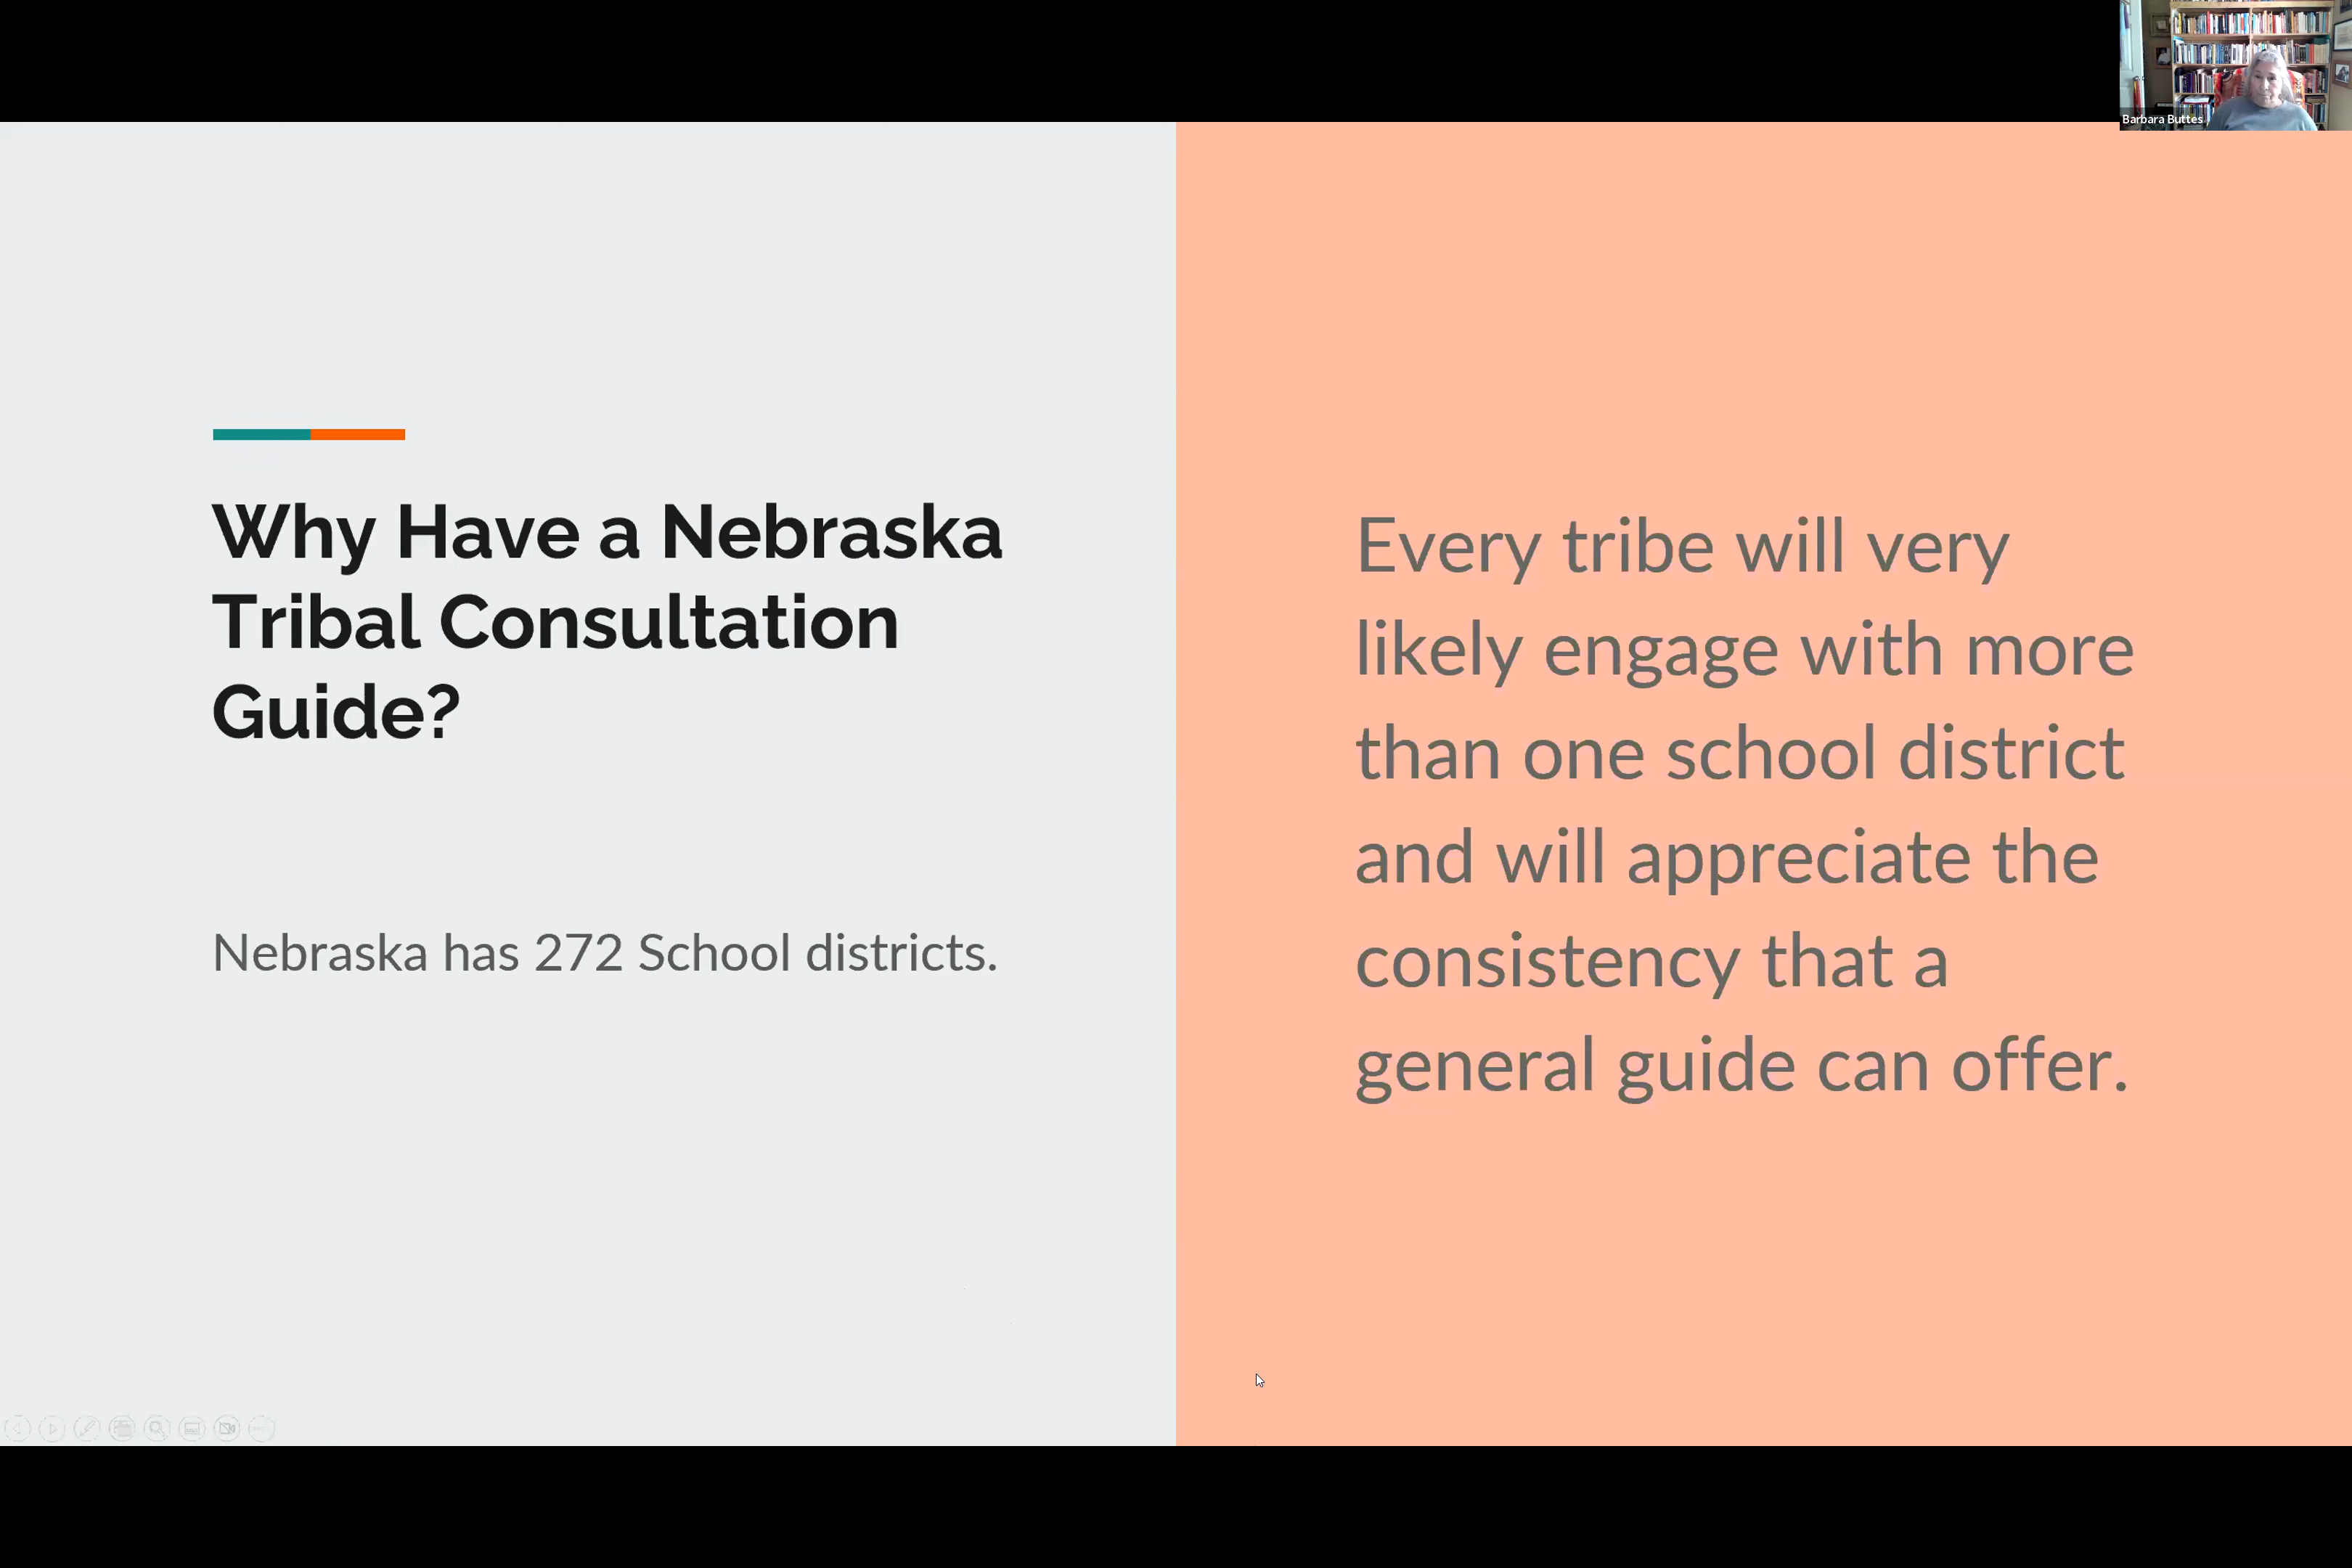 Barbara Buttes
Why Have a Nebraska
Tribal Consultation
Guide?
Nebraska has 272 School districts.
Every tribe will very
likely engage with more
than one school district
and will appreciate the
consistency that a
general guide can offer.